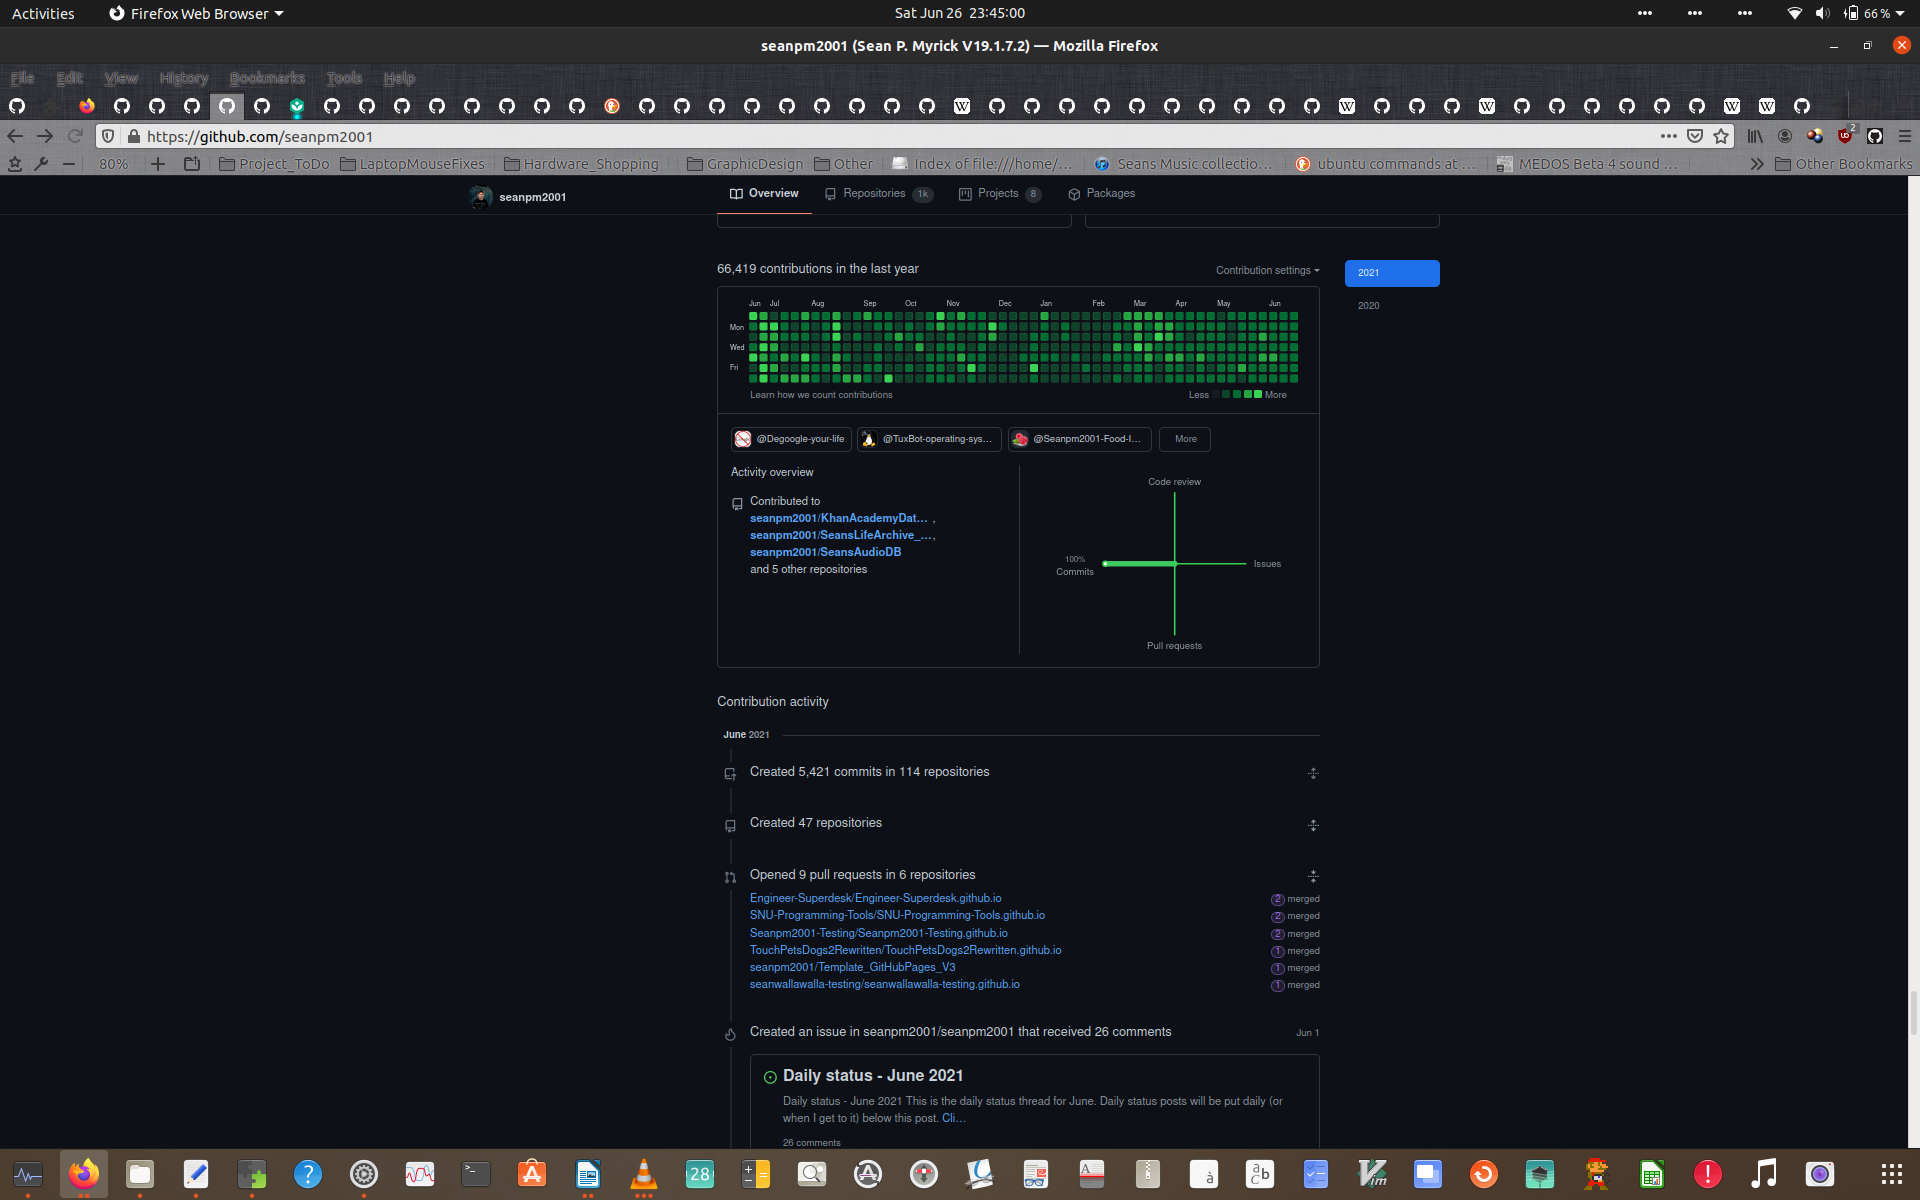 Activities
Firefox Web Browser
Sat Jun 26 23:45:00
66 %
seanpm2001 (Sean P. Myrick V19.1.7.2) — Mozilla Firefox
File Edit View History Bookmarks Tools Help
https://github.com/seanpm2001
2
80%
Project_ToDo
LaptopMouseFixes
Hardware_Shopping
GraphicDesign
Other
Index of file:///home/...
Seans Music collectio...
ubuntu commands at ...
MEDOS Beta 4 sound ...
Other Bookmarks
seanpm2001
Overview
Repositories 1k
Projects 8
Packages
66,419 contributions in the last year
Contribution settings
2021
2020
Jun Jul Aug Sep Oct Nov Dec Jan Feb Mar Apr May Jun
Mon
Wed
Fri
Learn how we count contributions
Less
More
@Degoogle-your-life
@TuxBot-operating-sys...
@Seanpm2001-Food-I...
More
Activity overview
Contributed to
seanpm2001/KhanAcademyDat... ,
seanpm2001/SeansLifeArchive_...,
seanpm2001/SeansAudioDB
and 5 other repositories
Code review
100%
Commits
Issues
Pull requests
Contribution activity
June 2021
Created 5,421 commits in 114 repositories
Created 47 repositories
Opened 9 pull requests in 6 repositories
Engineer-Superdesk/Engineer-Superdesk.github.io 2 merged
SNU-Programming-Tools/SNU-Programming-Tools.github.io 2 merged
Seanpm2001-Testing/Seanpm2001-Testing.github.io 2 merged
TouchPetsDogs2Rewritten/TouchPetsDogs2Rewritten.github.io 1 merged
seanpm2001/Template_GitHubPages_V3 1 merged
seanwallawalla-testing/seanwallawalla-testing.github.io 1 merged
Created an issue in seanpm2001/seanpm2001 that received 26 comments
Jun 1
Daily status - June 2021
Daily status - June 2021 This is the daily status thread for June. Daily status posts will be put daily (or
when I get to it) below this post. Cli...
26 comments
28
Vim